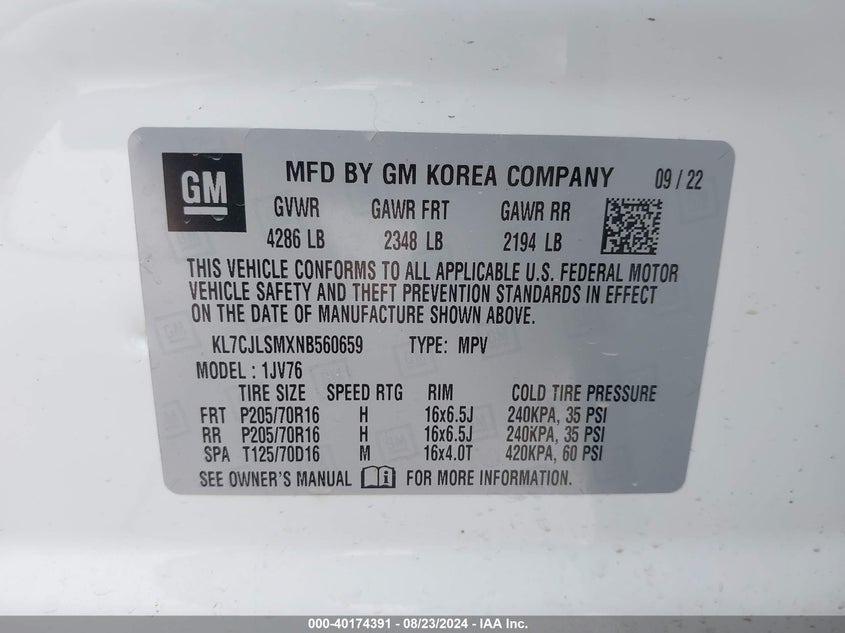 GM MFD BY GM KOREA COMPANY 09 / 22
GVWR GAWR FRT GAWR RR
4286 LB 2348 LB 2194 LB
THIS VEHICLE CONFORMS TO ALL APPLICABLE U.S. FEDERAL MOTOR
VEHICLE SAFETY AND THEFT PREVENTION STANDARDS IN EFFECT
ON THE DATE OF MANUFACTURE SHOWN ABOVE.
KL7CJLSMXNB560659 TYPE: MPV
MODEL : 1JV76
TIRE SIZE SPEED RTG RIM COLD TIRE PRESSURE
FRT P205/70R16 H 16x6.5J 240KPA, 35 PSI
RR P205/70R16 H 16x6.5J 240KPA, 35 PSI
SPA T125/70D16 M 16x4.0T 420KPA, 60 PSI
SEE OWNER'S MANUAL FOR MORE INFORMATION.
000-40174391 - 08/23/2024 - IAA Inc.